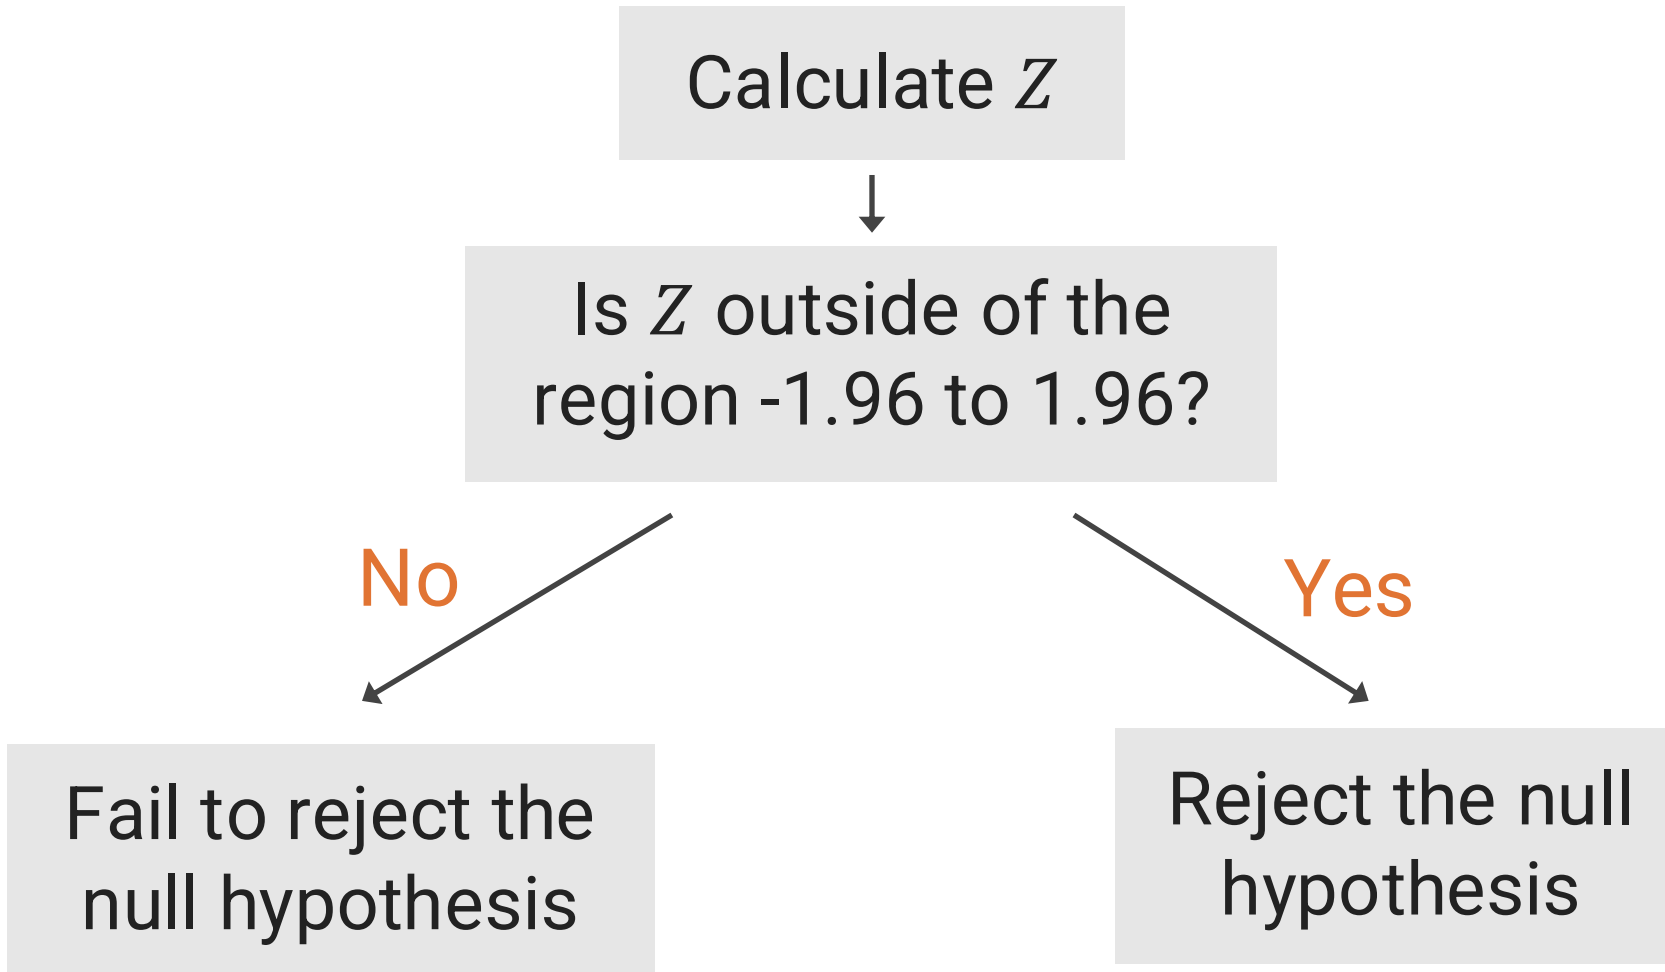 Calculate Z
Is Z outside of the
region -1.96 to 1.96?
No
Yes
Fail to reject the
null hypothesis
Reject the null
hypothesis